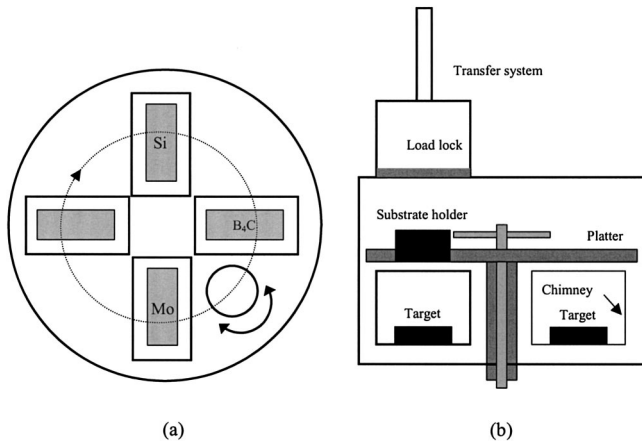 Si
B₄C
Mo
(a)
Transfer system
Load lock
Substrate holder
Platter
Chimney
Target
Target
(b)